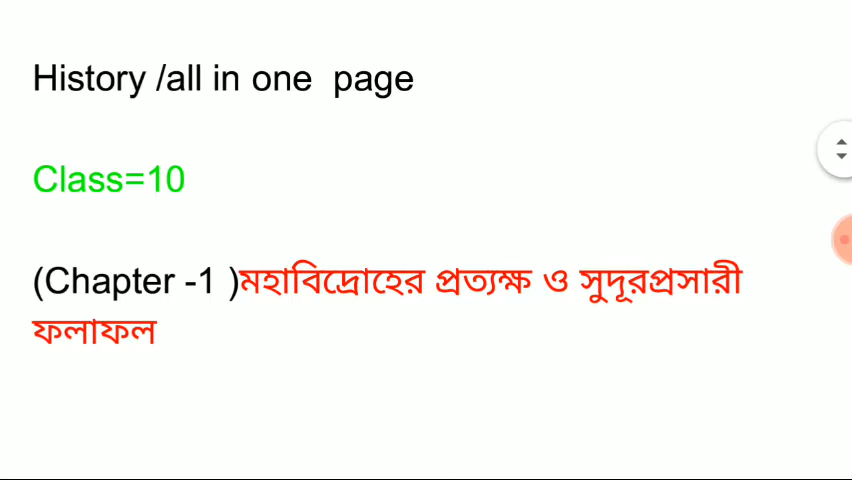 History /all in one  page
Class=10
(Chapter -1 )মহাবিদ্রোহের প্রত্যক্ষ ও সুদূরপ্রসারী
ফলাফল